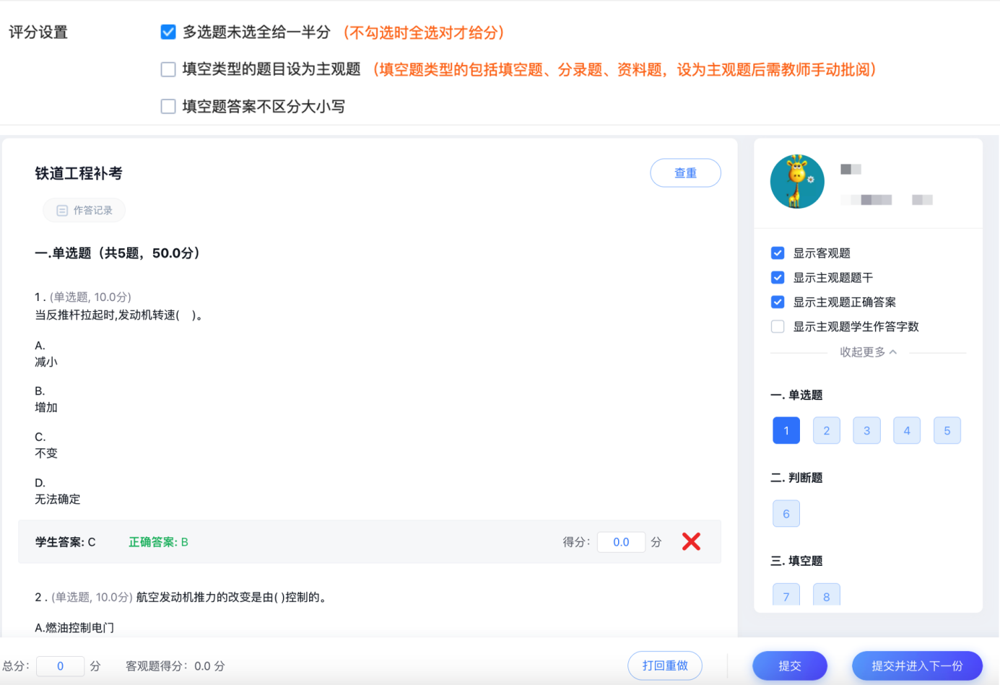 评分设置
多选题未选全给一半分 (不勾选时全选对才给分)
填空类型的题目设为主观题 (填空题类型的包括填空题、分录题、资料题，设为主观题后需教师手动批阅)
填空题答案不区分大小写
铁道工程补考
查重
作答记录
一.单选题（共5题，50.0分）
1 . (单选题, 10.0分)
当反推杆拉起时,发动机转速(    )。
A.
减小
B.
增加
C.
不变
D.
无法确定
学生答案: C 正确答案: B 得分： 0.0 分
2 . (单选题, 10.0分) 航空发动机推力的改变是由( )控制的。
A.燃油控制电门
显示客观题
显示主观题题干
显示主观题正确答案
显示主观题学生作答字数
收起更多
一. 单选题
1 2 3 4 5
二. 判断题
6
三. 填空题
7 8
总分： 0 分 客观题得分：0.0 分 打回重做 提交 提交并进入下一份